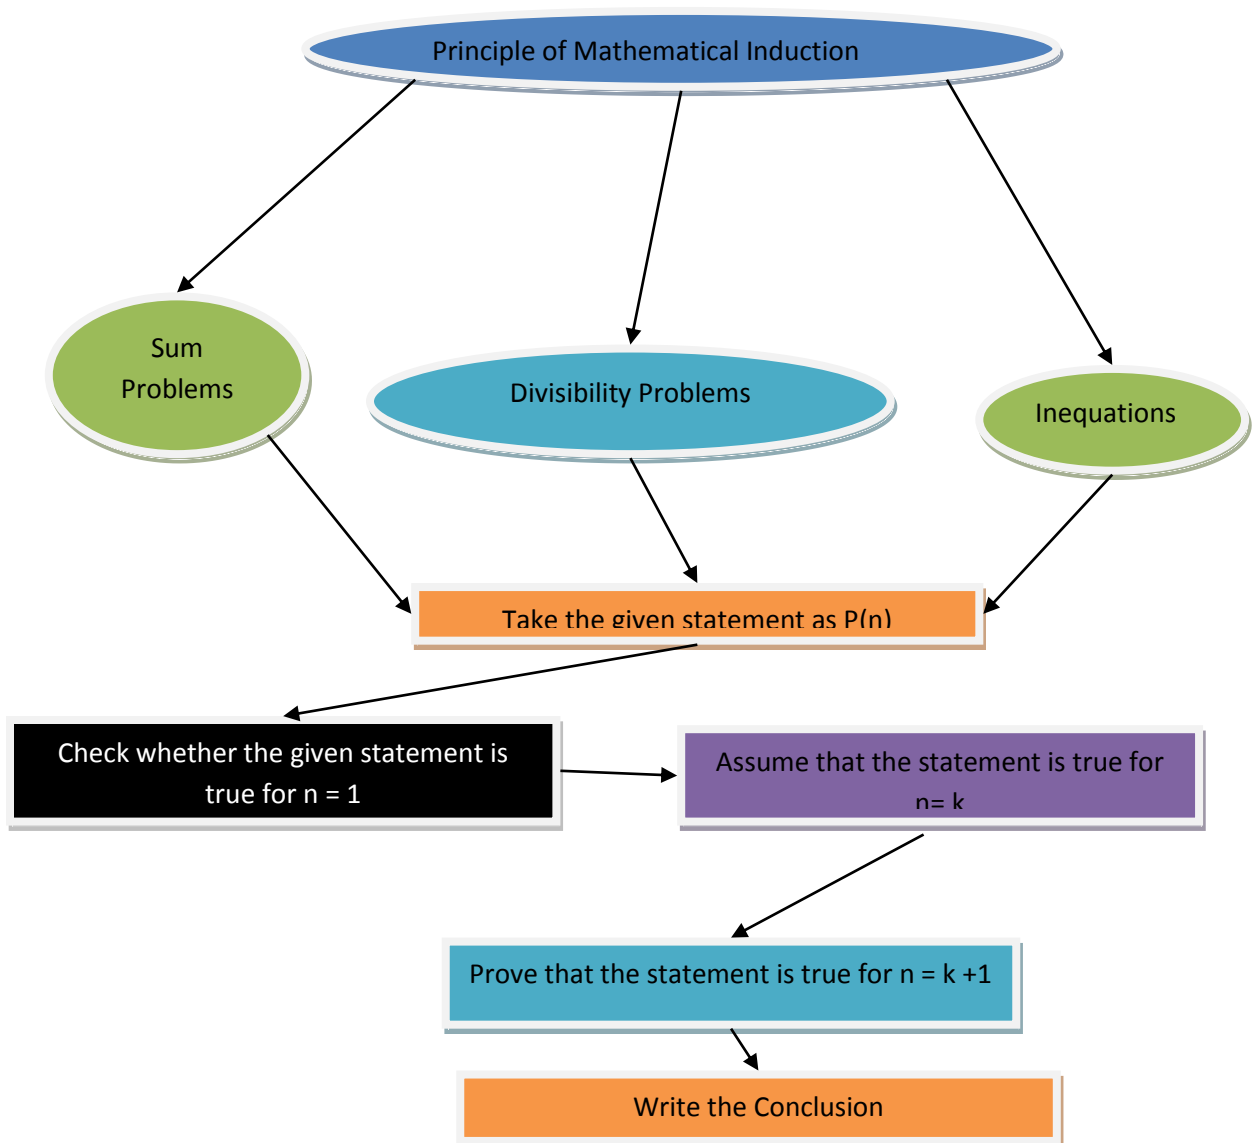 Principle of Mathematical Induction
Sum
Problems
Divisibility Problems
Inequations
Take the given statement as P(n)
Check whether the given statement is
true for n = 1
Assume that the statement is true for
n= k
Prove that the statement is true for n = k +1
Write the Conclusion